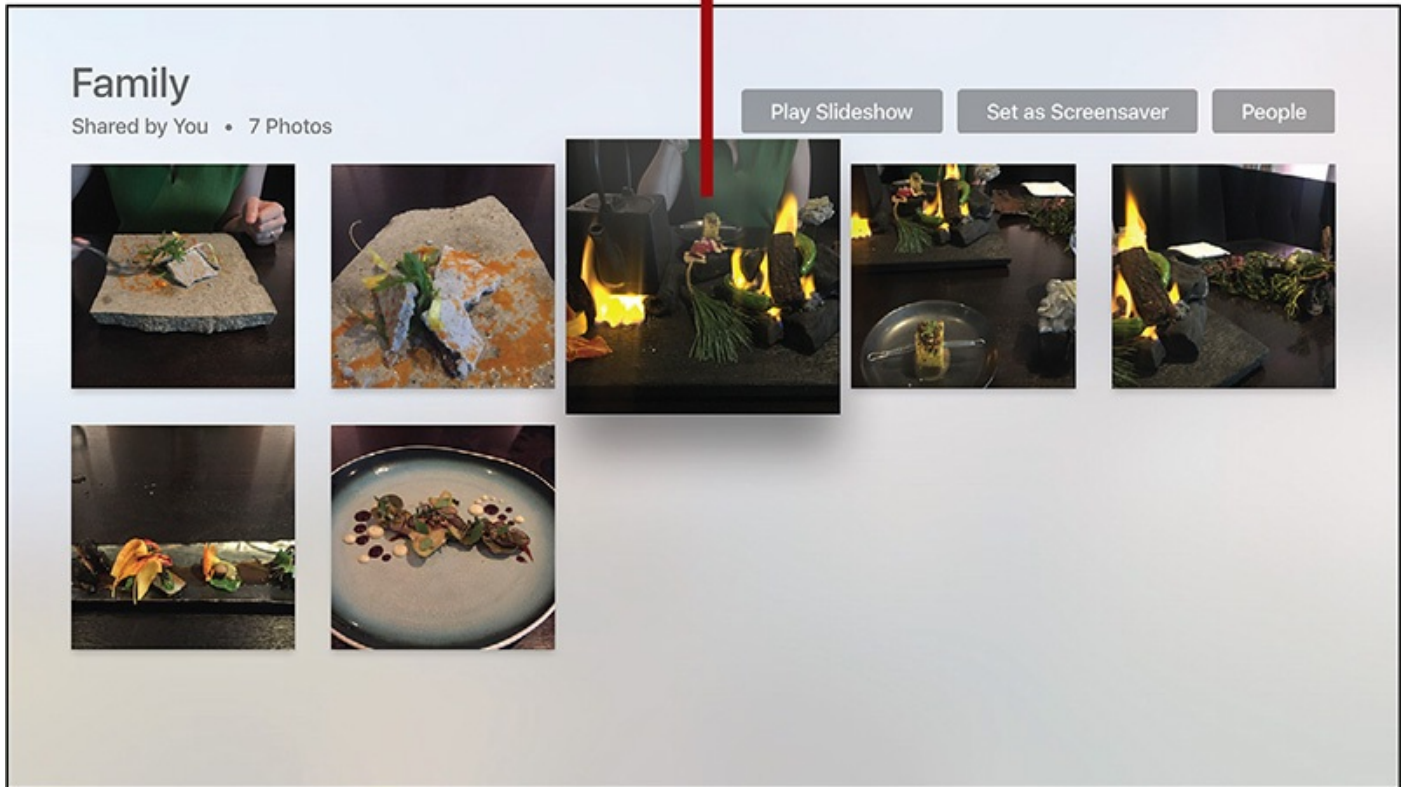 Family
Shared by You • 7 Photos
Play Slideshow
Set as Screensaver
People